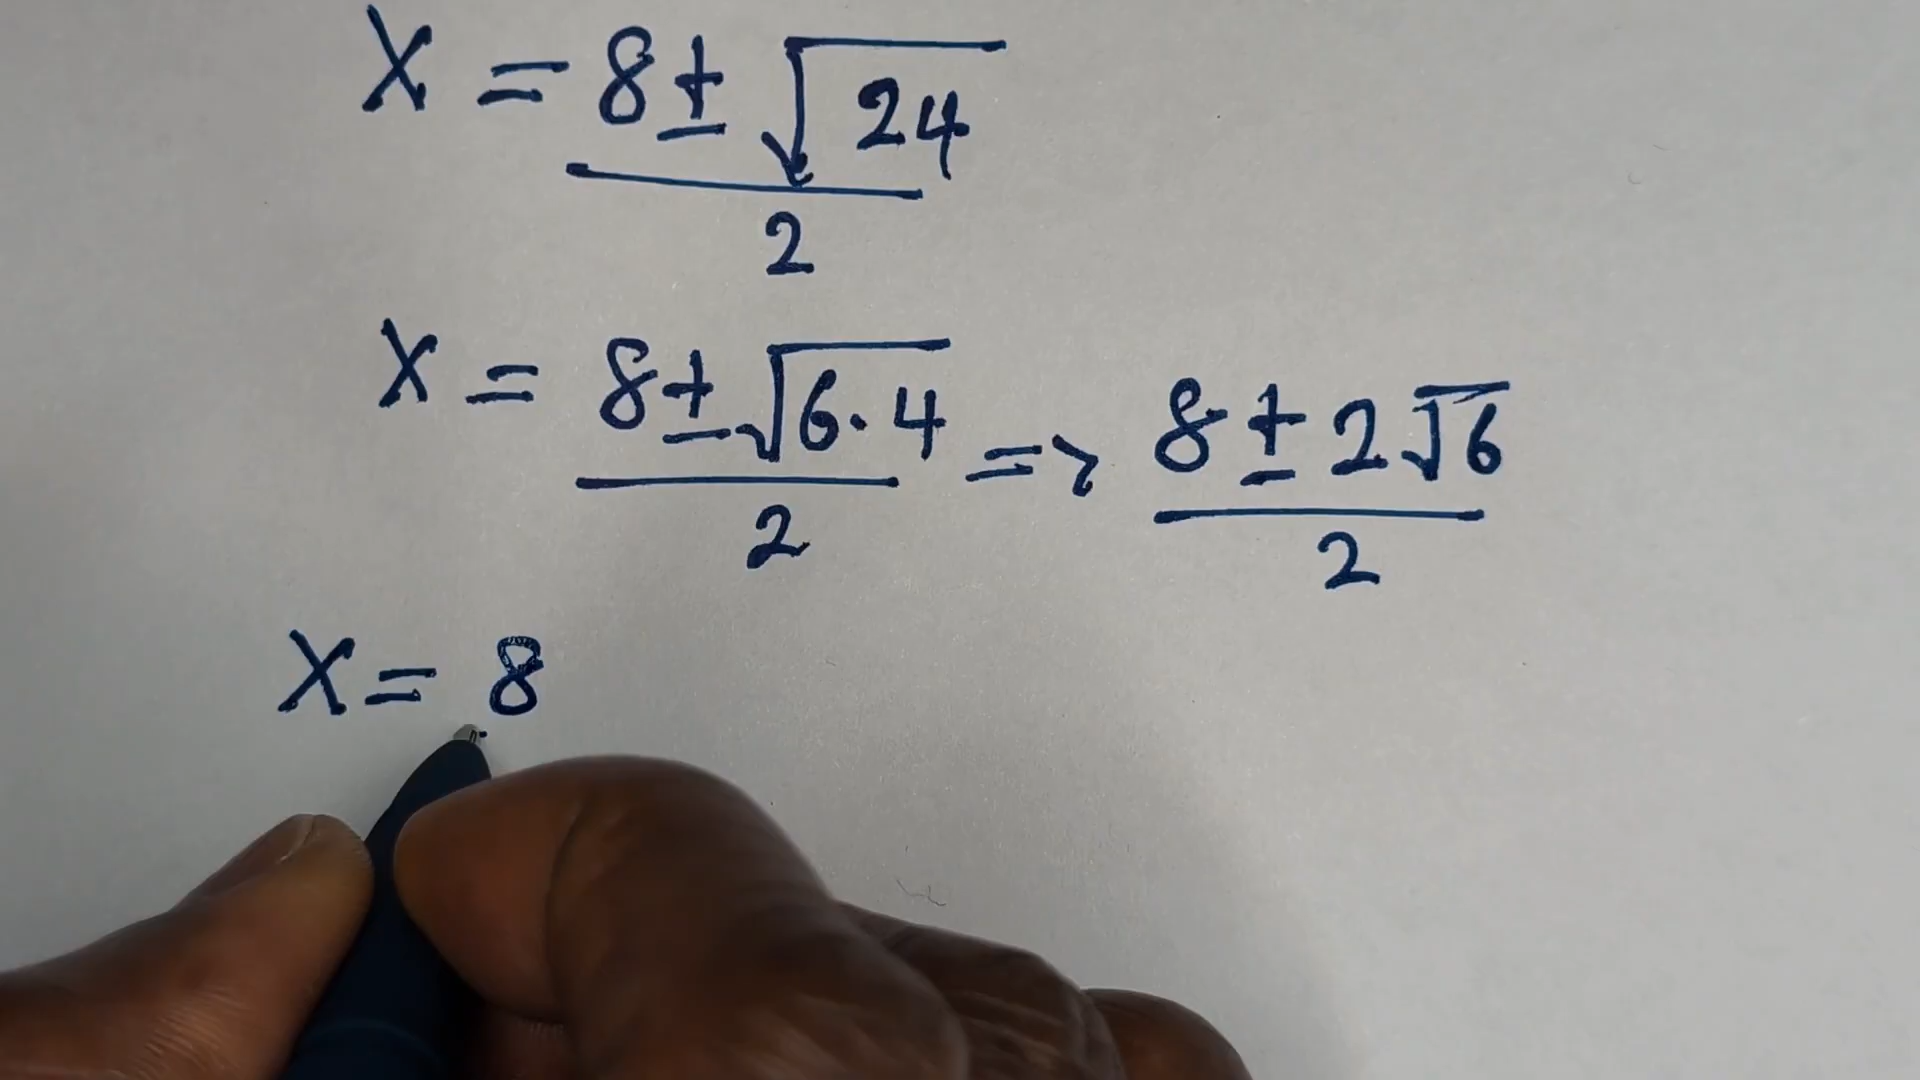 X = 8 ± √24
2
X = 8 ± √6·4 => 8 ± 2√6
2 2
X = 8